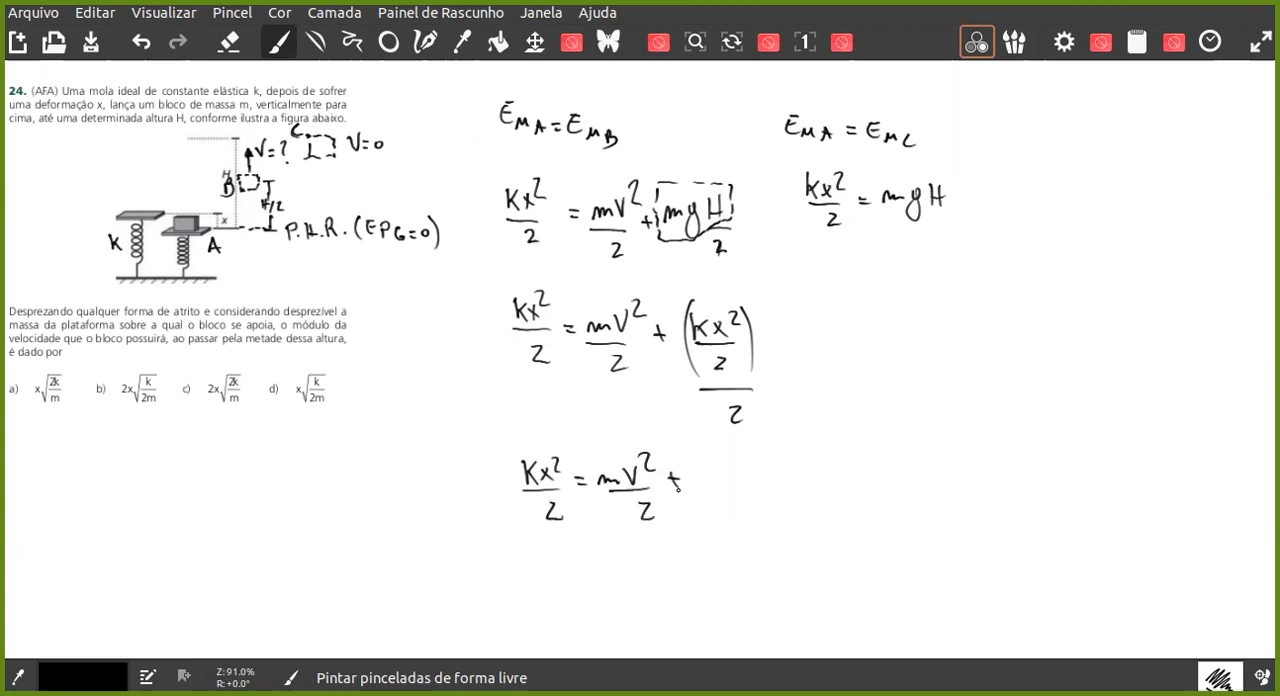 Arquivo Editar Visualizar Pincel Cor Camada Painel de Rascunho Janela Ajuda
24. (AFA) Uma mola ideal de constante elástica k, depois de sofrer
uma deformação x, lança um bloco de massa m, verticalmente para
cima, até uma determinada altura H, conforme ilustra a figura abaixo.
C
V=0
V=?
H
B
H/2
x
P.H.R. (EPG=0)
K
A
Desprezando qualquer forma de atrito e considerando desprezível a
massa da plataforma sobre a qual o bloco se apoia, o módulo da
velocidade que o bloco possuirá, ao passar pela metade dessa altura,
é dado por
a) x√(2k/m) b) 2x√(k/2m) c) 2x√(2k/m) d) x√(k/2m)
EMA = EMB
Kx²/2 = mV²/2 + mgH/2
Kx²/2 = mV²/2 + (Kx²/2)/2
Kx²/2 = mV²/2 +
EMA = EMC
Kx²/2 = mgH
Z:91.0%
R:+0.0°
Pintar pinceladas de forma livre